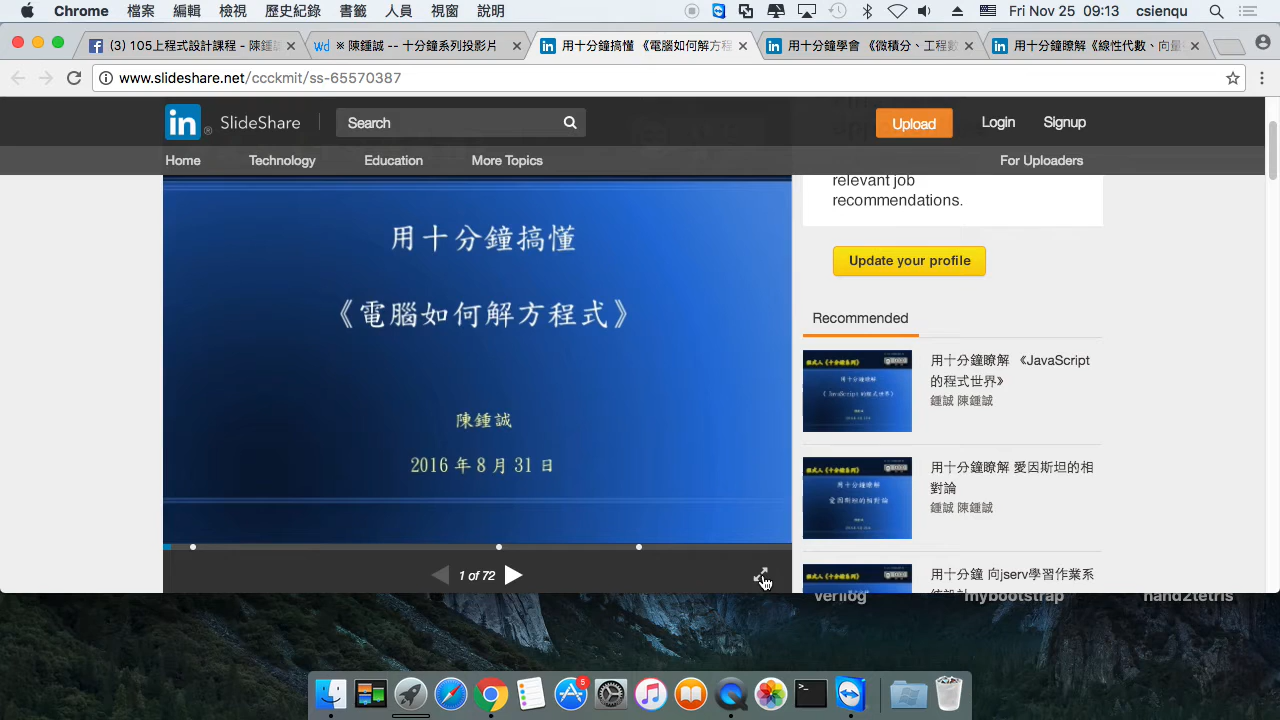 Chrome 檔案 編輯 檢視 歷史紀錄 書籤 人員 視窗 說明 Fri Nov 25 09:13 csienqu
(3) 105上程式設計課程 - 陳鍾誠 ※ 陳鍾誠 -- 十分鐘系列投影片 用十分鐘搞懂 《電腦如何解方程 用十分鐘學會 《微積分、工程數 用十分鐘瞭解《線性代數、向量
www.slideshare.net/ccckmit/ss-65570387
in SlideShare Search Upload Login Signup
Home Technology Education More Topics For Uploaders
relevant job
recommendations.
Update your profile
用十分鐘搞懂
《電腦如何解方程式》
陳鍾誠
2016 年 8 月 31 日
1 of 72
Recommended
用十分鐘瞭解 《JavaScript
的程式世界》
鍾誠 陳鍾誠
用十分鐘瞭解 愛因斯坦的相
對論
鍾誠 陳鍾誠
用十分鐘 向jserv學習作業系
統設計
verilog mybootstrap hand2tetris